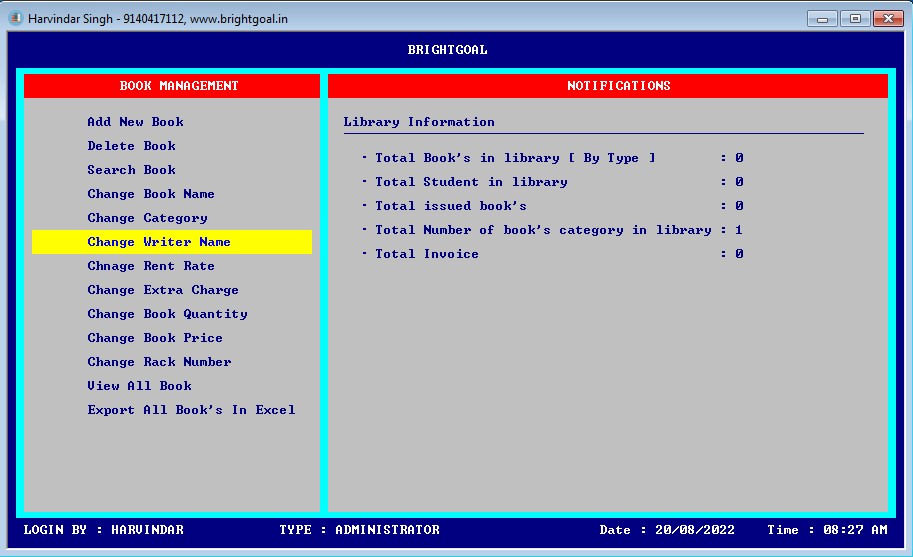 Harvindar Singh - 9140417112, www.brightgoal.in
BRIGHTGOAL
BOOK MANAGEMENT
Add New Book
Delete Book
Search Book
Change Book Name
Change Category
Change Writer Name
Chnage Rent Rate
Change Extra Charge
Change Book Quantity
Change Book Price
Change Rack Number
View All Book
Export All Book's In Excel
NOTIFICATIONS
Library Information
· Total Book's in library [ By Type ] : 0
· Total Student in library : 0
· Total issued book's : 0
· Total Number of book's category in library : 1
· Total Invoice : 0
LOGIN BY : HARVINDAR TYPE : ADMINISTRATOR Date : 20/08/2022 Time : 08:27 AM